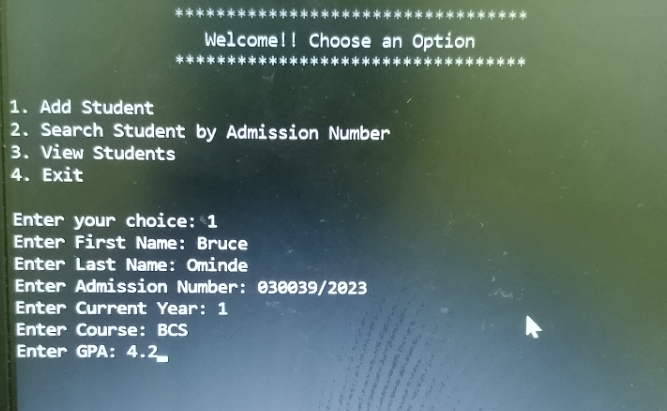 **********************************
Welcome!! Choose an Option
**********************************
1. Add Student
2. Search Student by Admission Number
3. View Students
4. Exit
Enter your choice: 1
Enter First Name: Bruce
Enter Last Name: Ominde
Enter Admission Number: 030039/2023
Enter Current Year: 1
Enter Course: BCS
Enter GPA: 4.2_